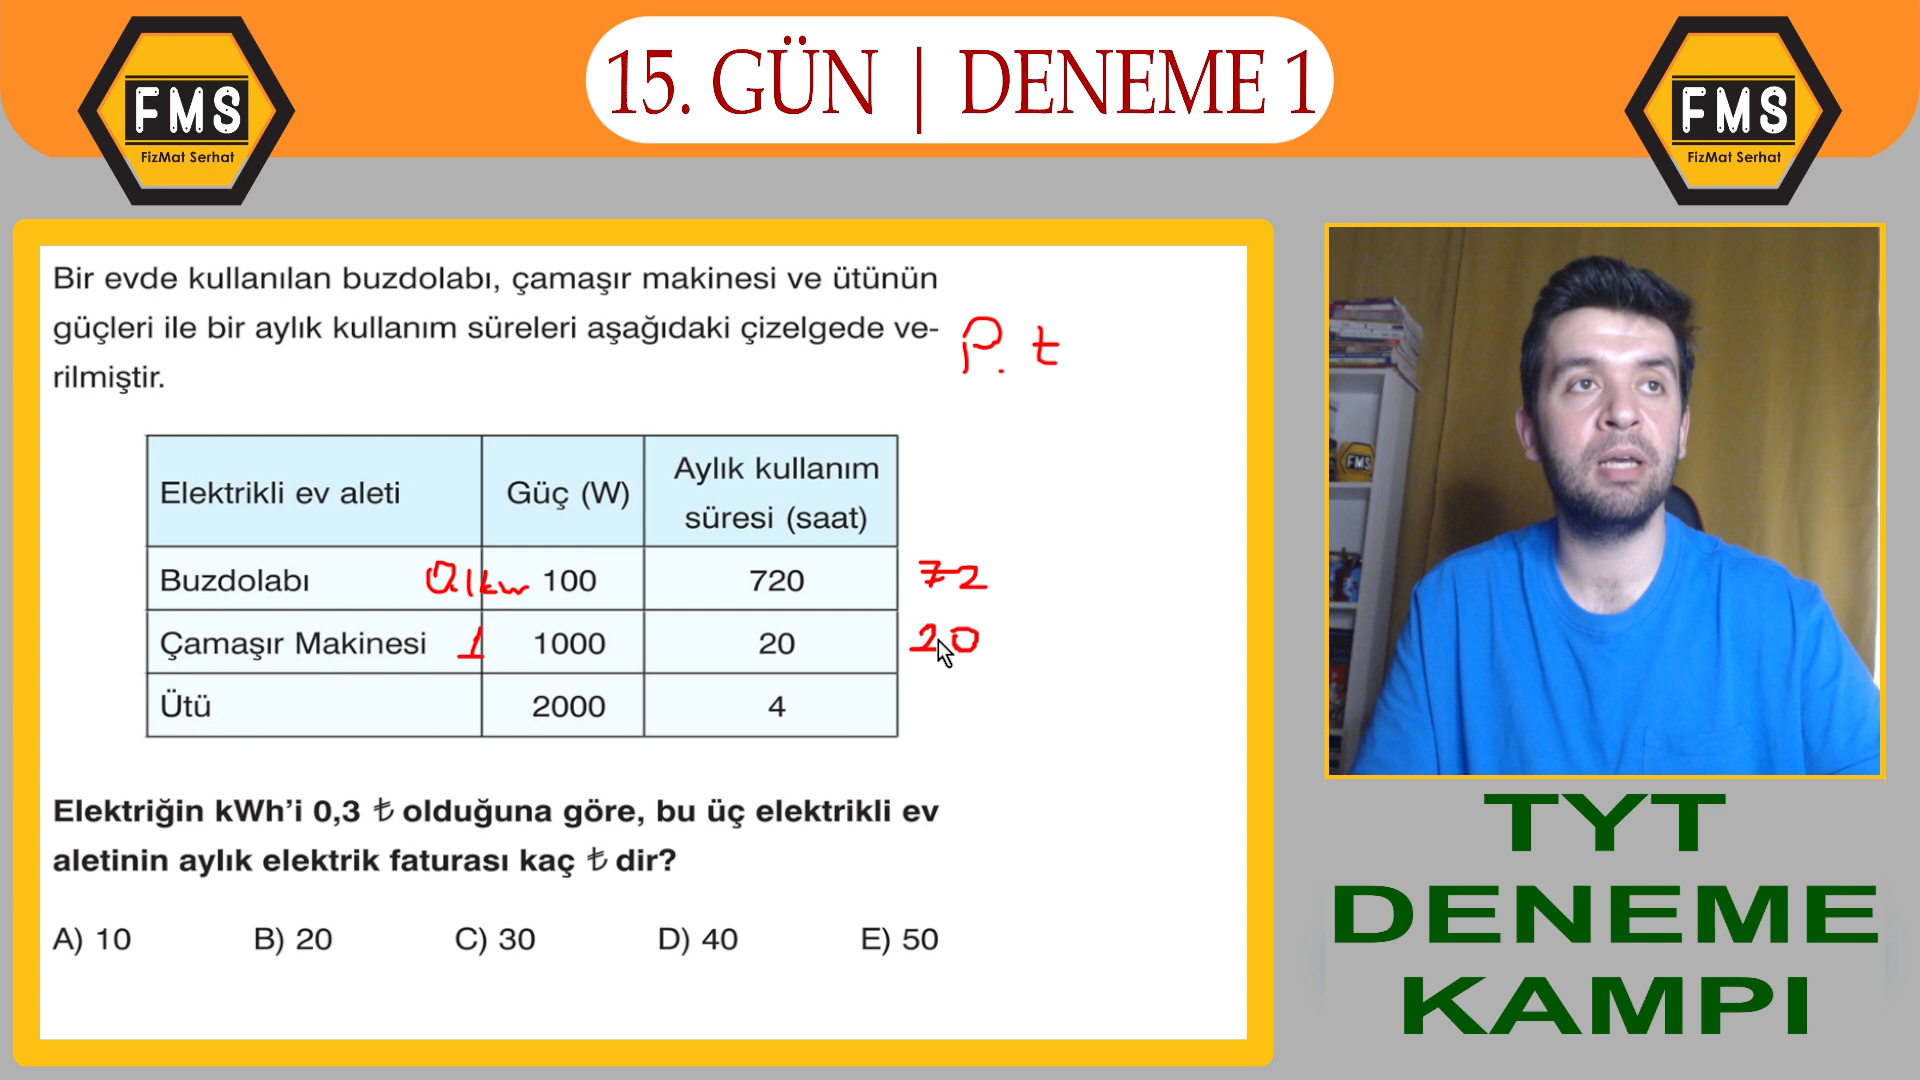 15. GÜN | DENEME 1
FMS
FizMat Serhat
FMS
FizMat Serhat
Bir evde kullanılan buzdolabı, çamaşır makinesi ve ütünün
güçleri ile bir aylık kullanım süreleri aşağıdaki çizelgede ve-
rilmiştir.
P. t
Elektrikli ev aleti Güç (W) Aylık kullanım süresi (saat)
Buzdolabı 0,1kw 100 720 72
Çamaşır Makinesi 1 1000 20 20
Ütü 2000 4
Elektriğin kWh’i 0,3 ₺ olduğuna göre, bu üç elektrikli ev
aletinin aylık elektrik faturası kaç ₺ dir?
A) 10 B) 20 C) 30 D) 40 E) 50
FMS
TYT
DENEME
KAMPI